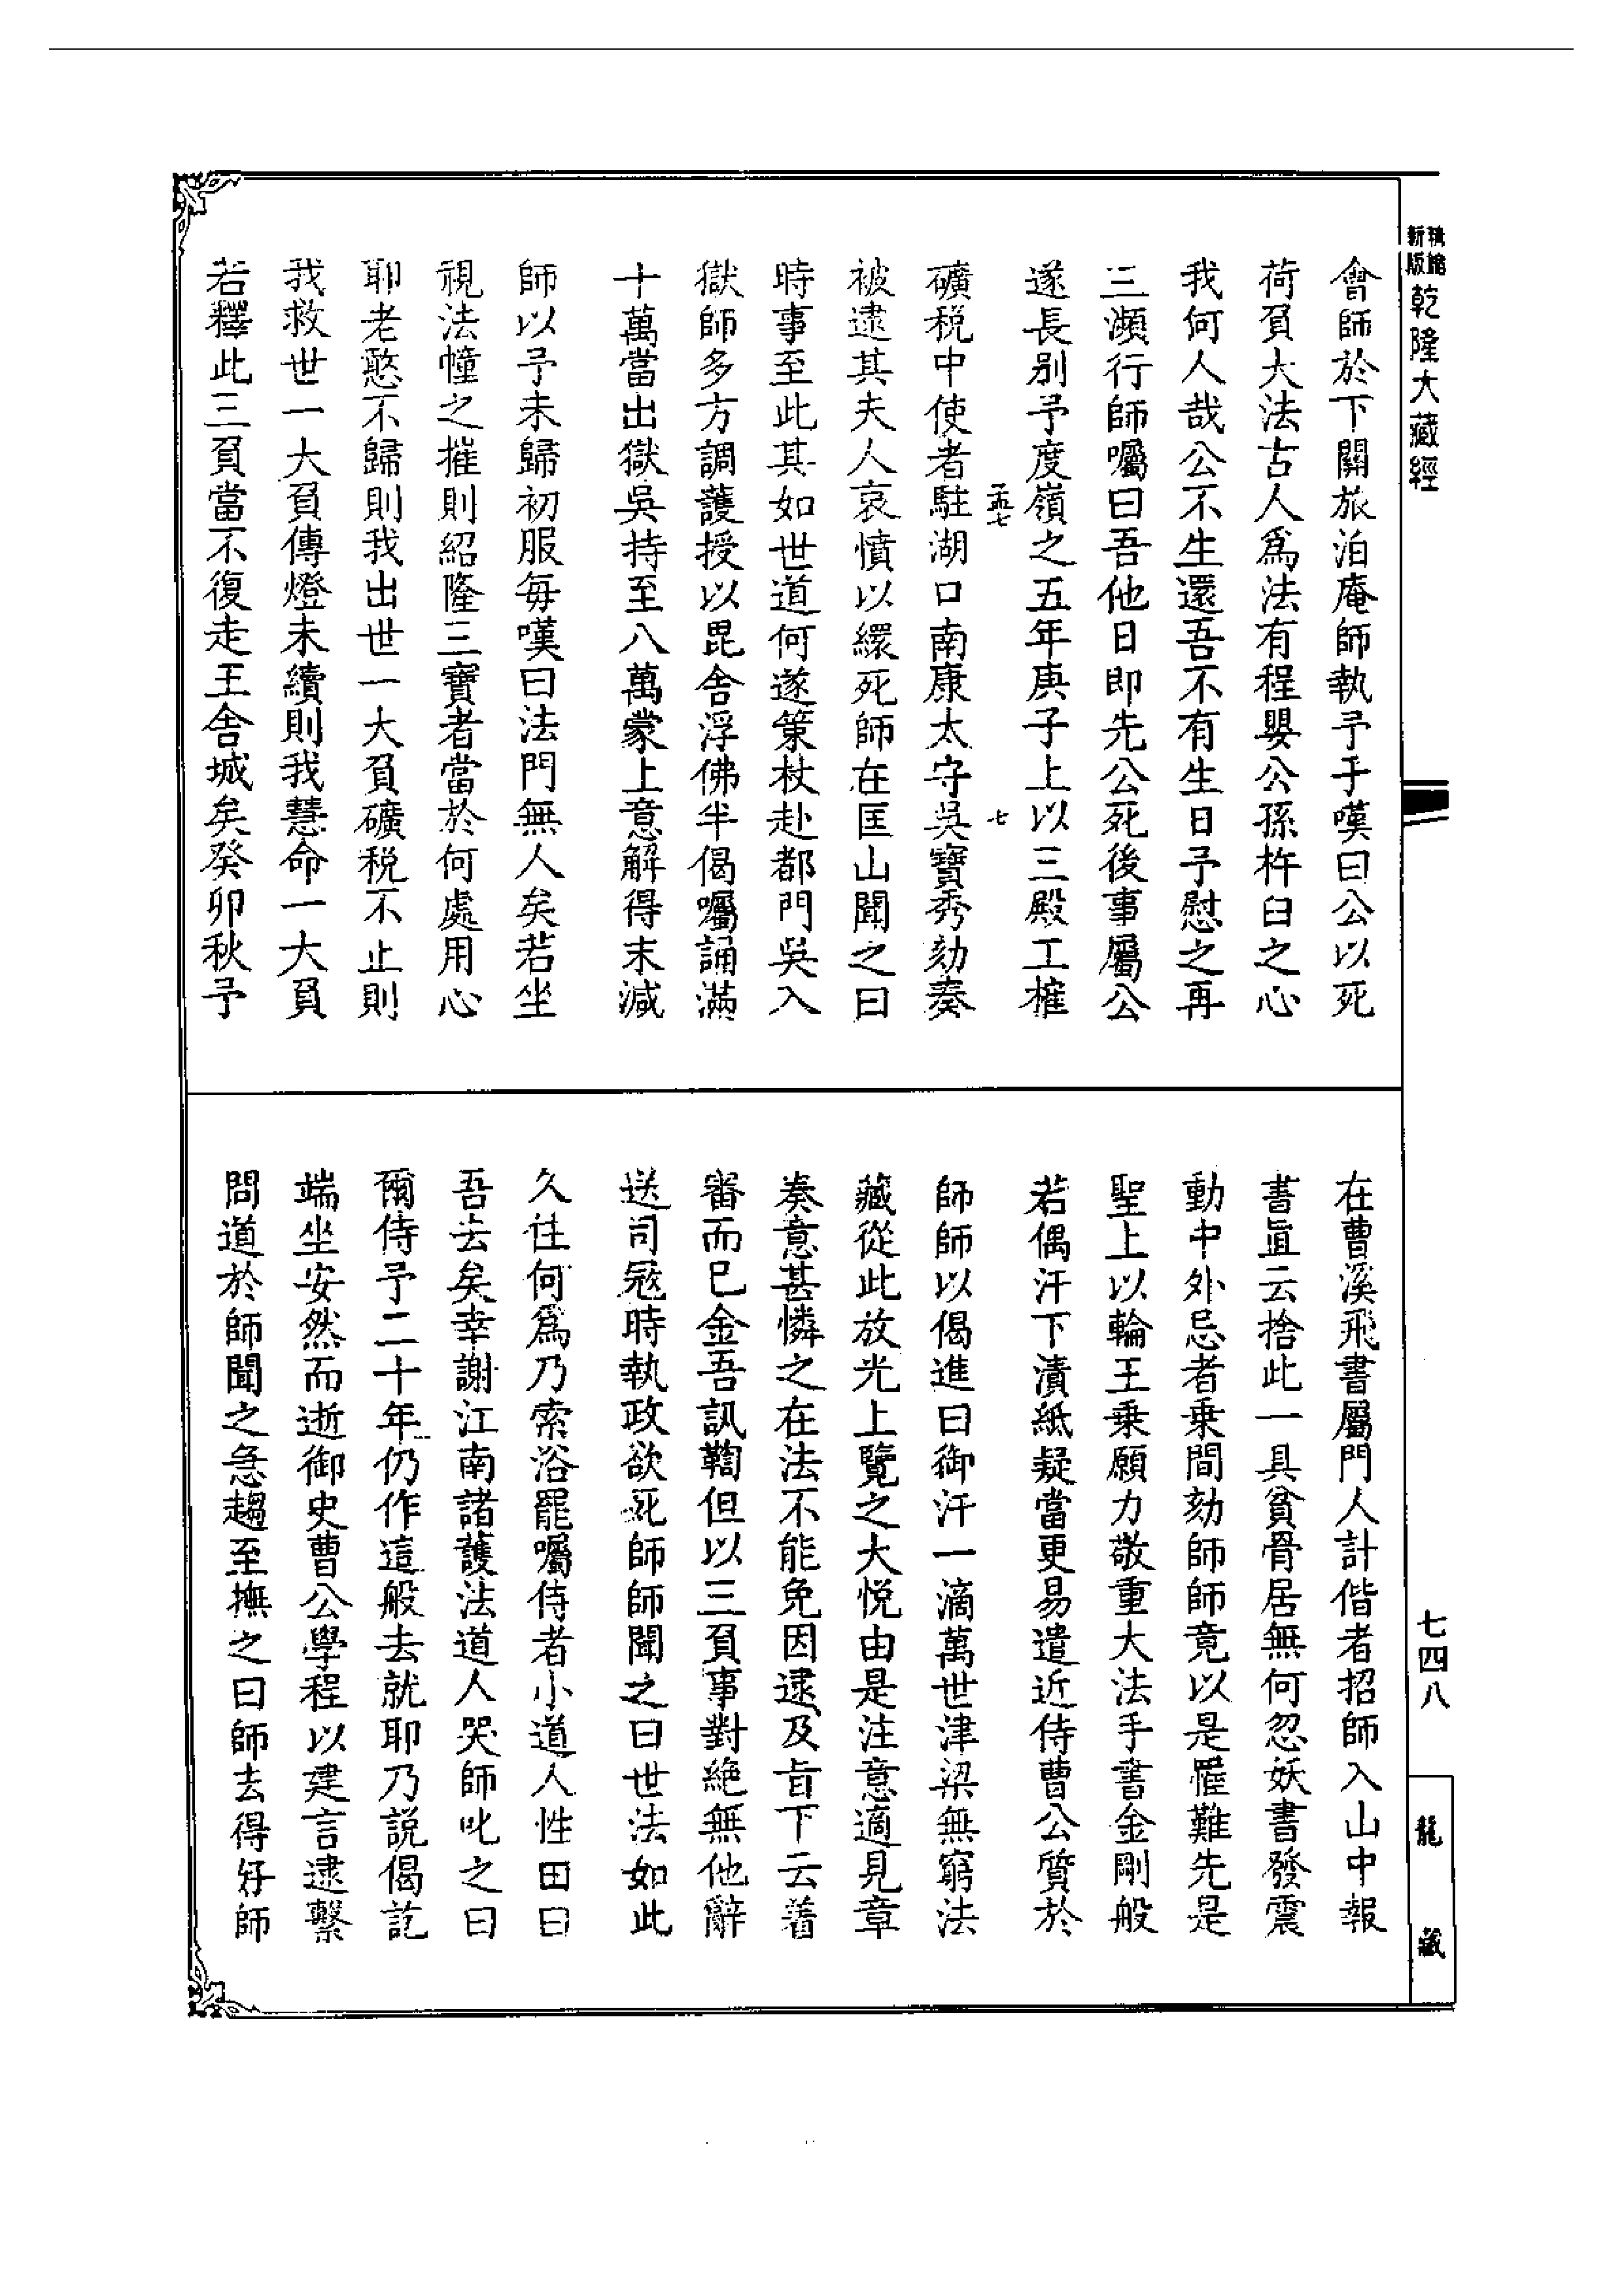 新編縮版
乾隆大藏經
會師於下關旅泊庵師執予手嘆曰公以死
荷負大法古人為法有程嬰公孫杵臼之心
我何人哉公不生還吾不有生日予慰之再
三瀕行師囑曰吾他日即先公死後事屬公
遂長別予度嶺之五年庚子上以三殿工榷
七
礦稅中使者駐湖口南康太守吳寶秀劾奏
被逮其夫人哀憤以繯死師在匡山聞之曰
時事至此其如世道何遂策杖赴都門吳入
獄師多方調護授以毘舍浮佛半偈囑誦滿
十萬當出獄吳持至八萬蒙上意解得末減
師以予未歸初服每嘆曰法門無人矣若坐
視法幢之摧則紹隆三寶者當於何處用心
耶老憨不歸則我出世一大負礦稅不止則
我救世一大負傳燈未續則我慧命一大負
若釋此三負當不復走王舍城矣癸卯秋予
在曹溪飛書屬門人計偕者招師入山中報
書直云捨此一具貧骨居無何忽妖書發震
動中外忌者乘間劾師師竟以是罹難先是
聖上以輪王乘願力敬重大法手書金剛般
若偶汗下漬紙疑當更易遣近侍曹公質於
師師以偈進曰御汗一滴萬世津梁無窮法
藏從此放光上覽之大悅由是注意適見章
奏意甚憐之在法不能免因逮及旨下云著
審而已金吾訊鞫但以三負事對絕無他辭
送司寇時執政欲死師師聞之曰世法如此
久住何為乃索浴罷囑侍者小道人性田曰
吾去矣幸謝江南諸護法道人哭師叱之曰
爾侍予二十年仍作這般去就耶乃說偈訖
端坐安然而逝御史曹公學程以建言逮繫
問道於師聞之急趨至撫之曰師去得好師
七四八
龍藏